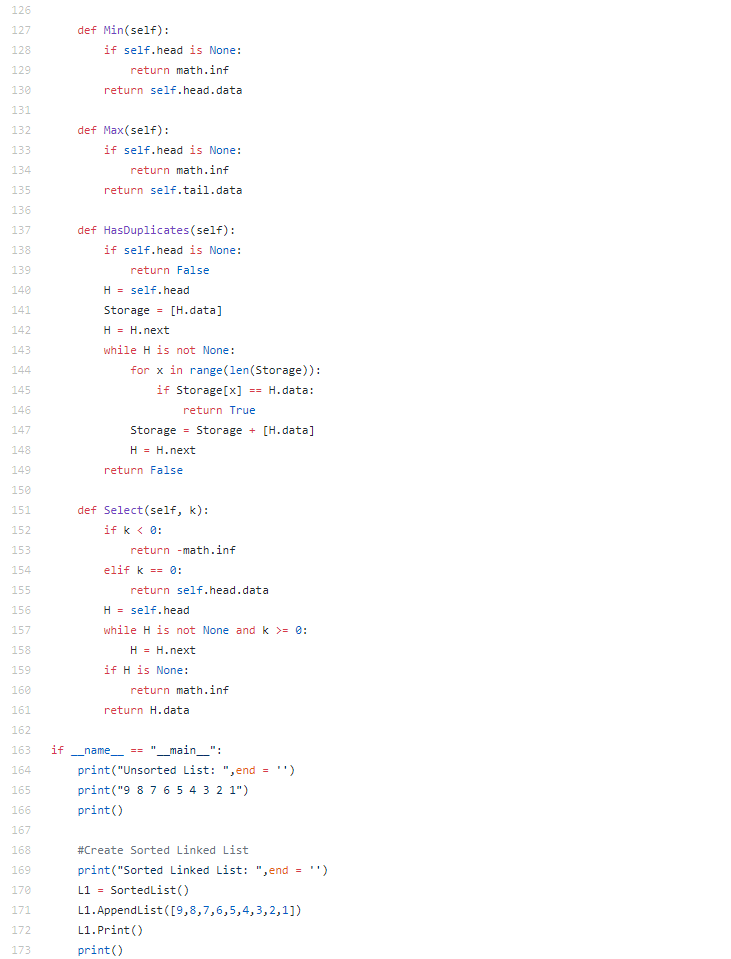 126
127 def Min(self):
128 if self.head is None:
129 return math.inf
130 return self.head.data
131
132 def Max(self):
133 if self.head is None:
134 return math.inf
135 return self.tail.data
136
137 def HasDuplicates(self):
138 if self.head is None:
139 return False
140 H = self.head
141 Storage = [H.data]
142 H = H.next
143 while H is not None:
144 for x in range(len(Storage)):
145 if Storage[x] == H.data:
146 return True
147 Storage = Storage + [H.data]
148 H = H.next
149 return False
150
151 def Select(self, k):
152 if k < 0:
153 return -math.inf
154 elif k == 0:
155 return self.head.data
156 H = self.head
157 while H is not None and k >= 0:
158 H = H.next
159 if H is None:
160 return math.inf
161 return H.data
162
163 if __name__ == "__main__":
164 print("Unsorted List: ",end = '')
165 print("9 8 7 6 5 4 3 2 1")
166 print()
167
168 #Create Sorted Linked List
169 print("Sorted Linked List: ",end = '')
170 L1 = SortedList()
171 L1.AppendList([9,8,7,6,5,4,3,2,1])
172 L1.Print()
173 print()